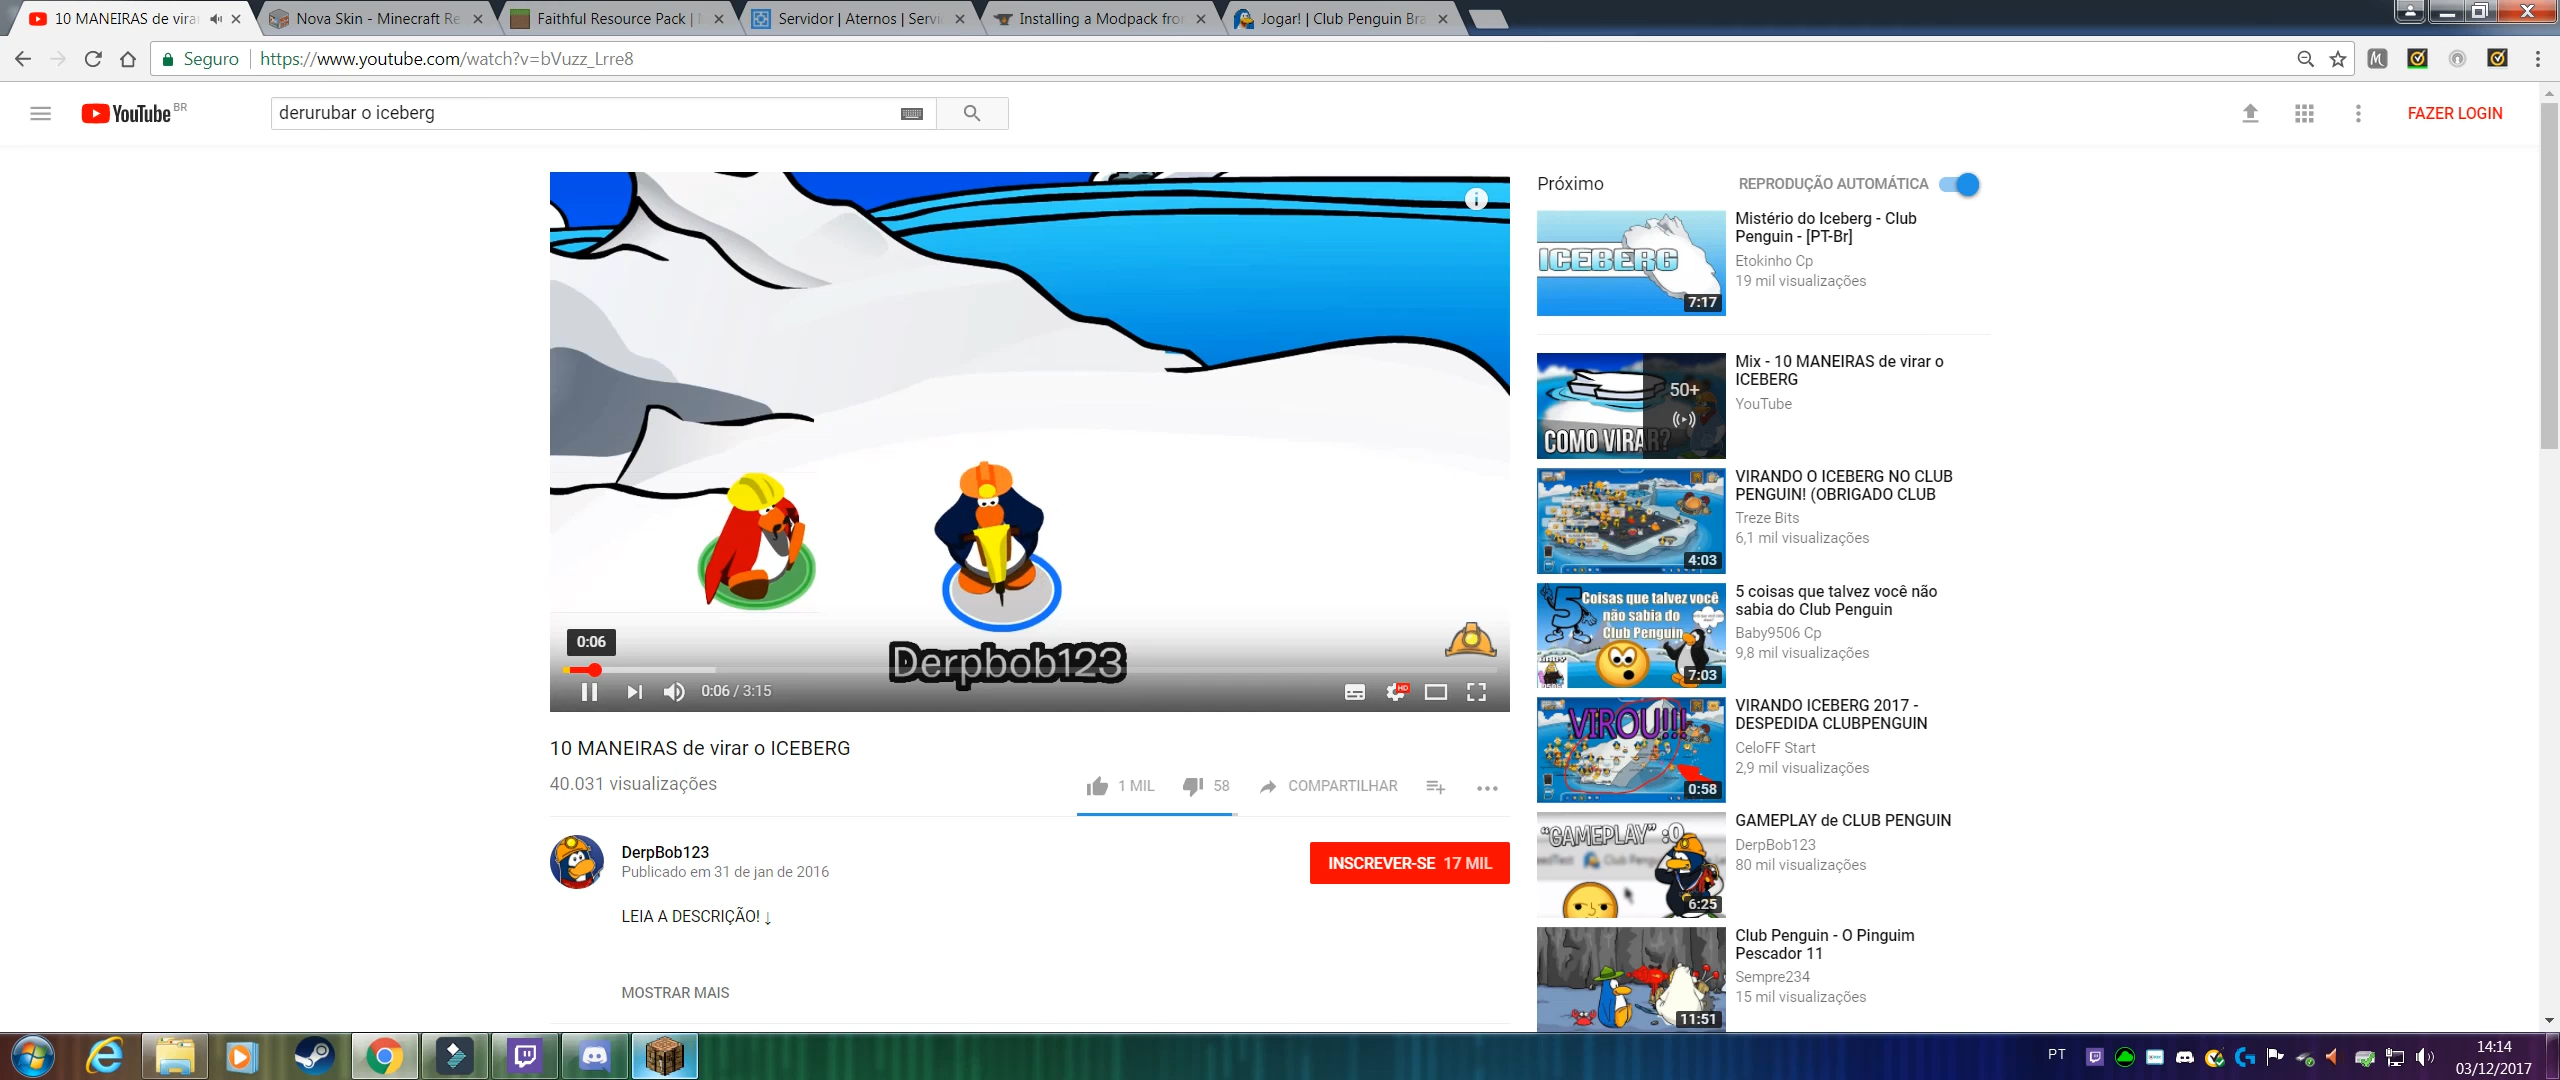 10 MANEIRAS de virar
Nova Skin - Minecraft Re
Faithful Resource Pack |
Servidor | Aternos | Servi
Installing a Modpack fro
Jogar! | Club Penguin Bra
Seguro
https://www.youtube.com/watch?v=bVuzz_Lrre8
YouTube BR
derurubar o iceberg
FAZER LOGIN
Derpbob123
0:06
0:06 / 3:15
HD
10 MANEIRAS de virar o ICEBERG
40.031 visualizações
1 MIL
58
COMPARTILHAR
DerpBob123
Publicado em 31 de jan de 2016
INSCREVER-SE 17 MIL
LEIA A DESCRIÇÃO! ↓
MOSTRAR MAIS
Próximo
REPRODUÇÃO AUTOMÁTICA
ICEBERG
7:17
Mistério do Iceberg - Club
Penguin - [PT-Br]
Etokinho Cp
19 mil visualizações
COMO VIRAR?
50+
Mix - 10 MANEIRAS de virar o
ICEBERG
YouTube
4:03
VIRANDO O ICEBERG NO CLUB
PENGUIN! (OBRIGADO CLUB
Treze Bits
6,1 mil visualizações
5 Coisas que talvez você
não sabia do
Club Penguin
7:03
5 coisas que talvez você não
sabia do Club Penguin
Baby9506 Cp
9,8 mil visualizações
VIROU!!!
0:58
VIRANDO ICEBERG 2017 -
DESPEDIDA CLUBPENGUIN
CeloFF Start
2,9 mil visualizações
"GAMEPLAY" :O
6:25
GAMEPLAY de CLUB PENGUIN
DerpBob123
80 mil visualizações
11:51
Club Penguin - O Pinguim
Pescador 11
Sempre234
15 mil visualizações
PT
14:14
03/12/2017